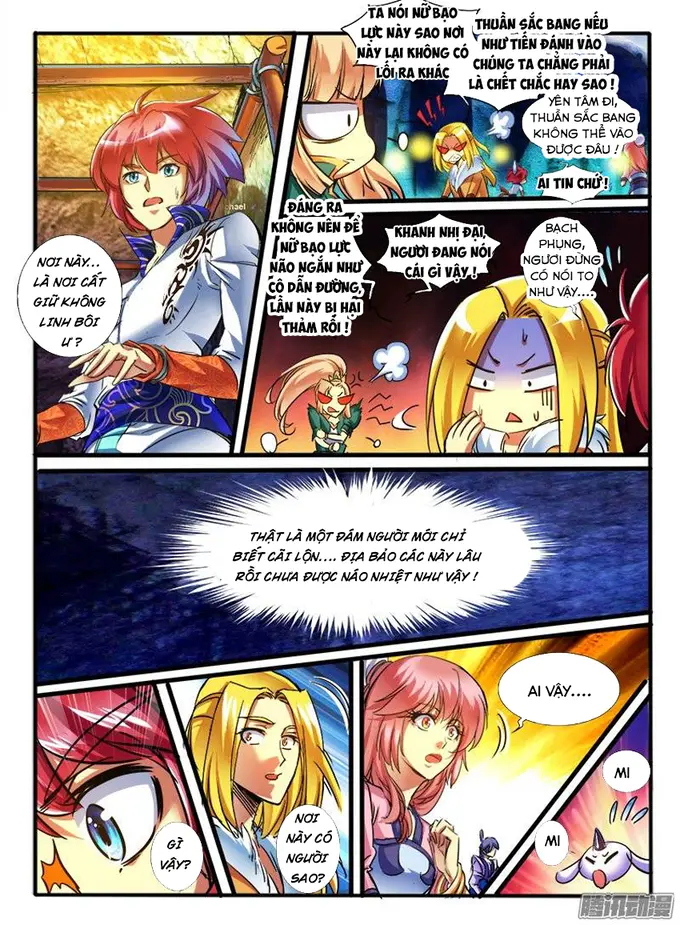 NƠI NÀY...
LÀ NƠI CẤT
GIỮ KHÔNG
LINH BÔI
Ư ?
TA NÓI NỮ BẠO
LỰC NÀY SAO NƠI
NÀY LẠI KHÔNG CÓ
LỐI RA KHÁC
THUẦN SẮC BANG NẾU
NHƯ TIẾN ĐÁNH VÀO
CHÚNG TA CHẲNG PHẢI
LÀ CHẾT CHẮC HAY SAO !
YÊN TÂM ĐI,
THUẦN SẮC BANG
KHÔNG THỂ VÀO
ĐƯỢC ĐÂU !
AI TIN CHỨ !
ĐÁNG RA
KHÔNG NÊN ĐỂ
NỮ BẠO LỰC
NÃO NGẮN NHƯ
CÔ DẪN ĐƯỜNG,
LẦN NÀY BỊ HẠI
THẢM RỒI !
KHANH NHỊ ĐẠI,
NGƯƠI ĐANG NÓI
CÁI GÌ VẬY !
BẠCH
PHỤNG,
NGƯƠI ĐỪNG
CÓ NÓI TO
NHƯ VẬY....
THẬT LÀ MỘT ĐÁM NGƯỜI MỚI CHỈ
BIẾT CÃI LỘN.... ĐỊA BẢO CÁC NÀY LÂU
RỒI CHƯA ĐƯỢC NÁO NHIỆT NHƯ VẬY !
GÌ
VẬY?
NƠI
NÀY CÓ
NGƯỜI
SAO?
AI VẬY....
MI
MI
腾讯动漫